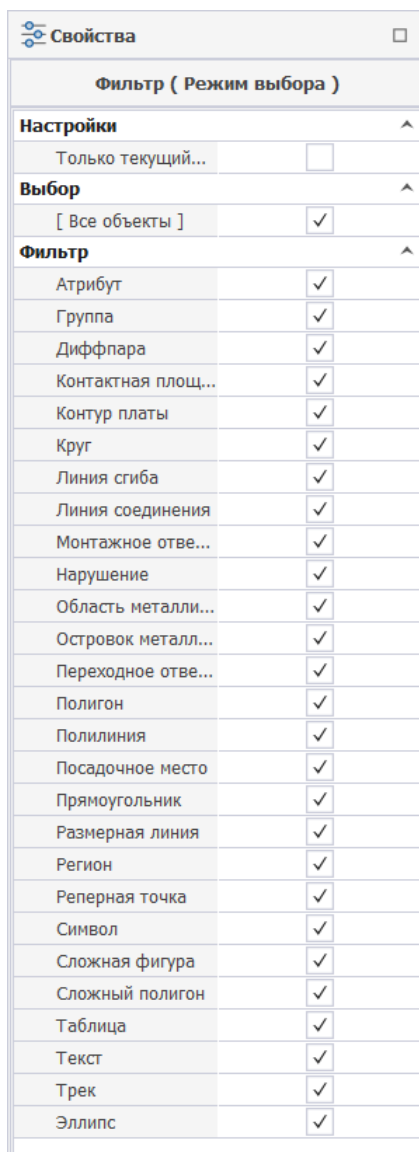 Свойства
Фильтр ( Режим выбора )
Настройки
Только текущий...
Выбор
[ Все объекты ]
Фильтр
Атрибут
Группа
Диффпара
Контактная площ...
Контур платы
Круг
Линия сгиба
Линия соединения
Монтажное отве...
Нарушение
Область металли...
Островок металл...
Переходное отве...
Полигон
Полилиния
Посадочное место
Прямоугольник
Размерная линия
Регион
Реперная точка
Символ
Сложная фигура
Сложный полигон
Таблица
Текст
Трек
Эллипс